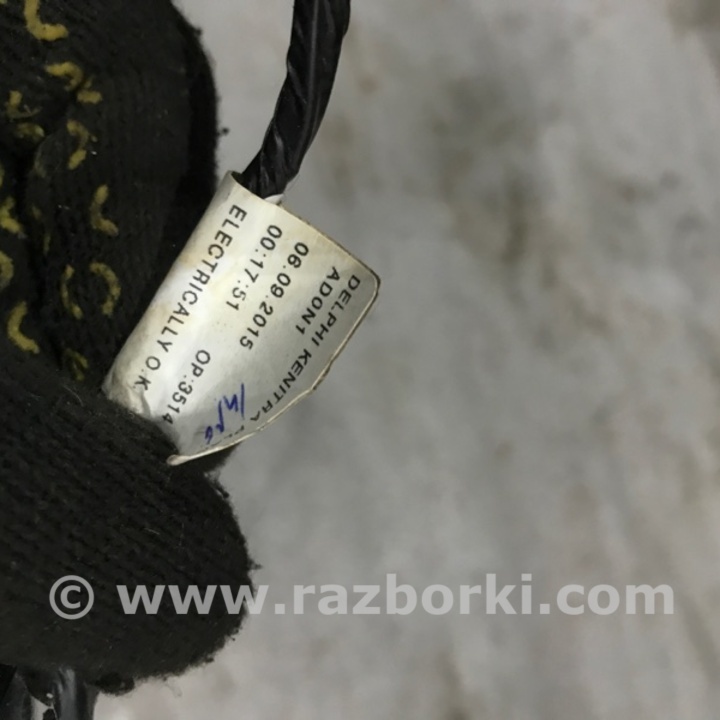 DELPHI KENITRA
ADON1
06.09.2015
00:17:51 OP:3514
ELECTRICALLY O.K
© www.razborki.com